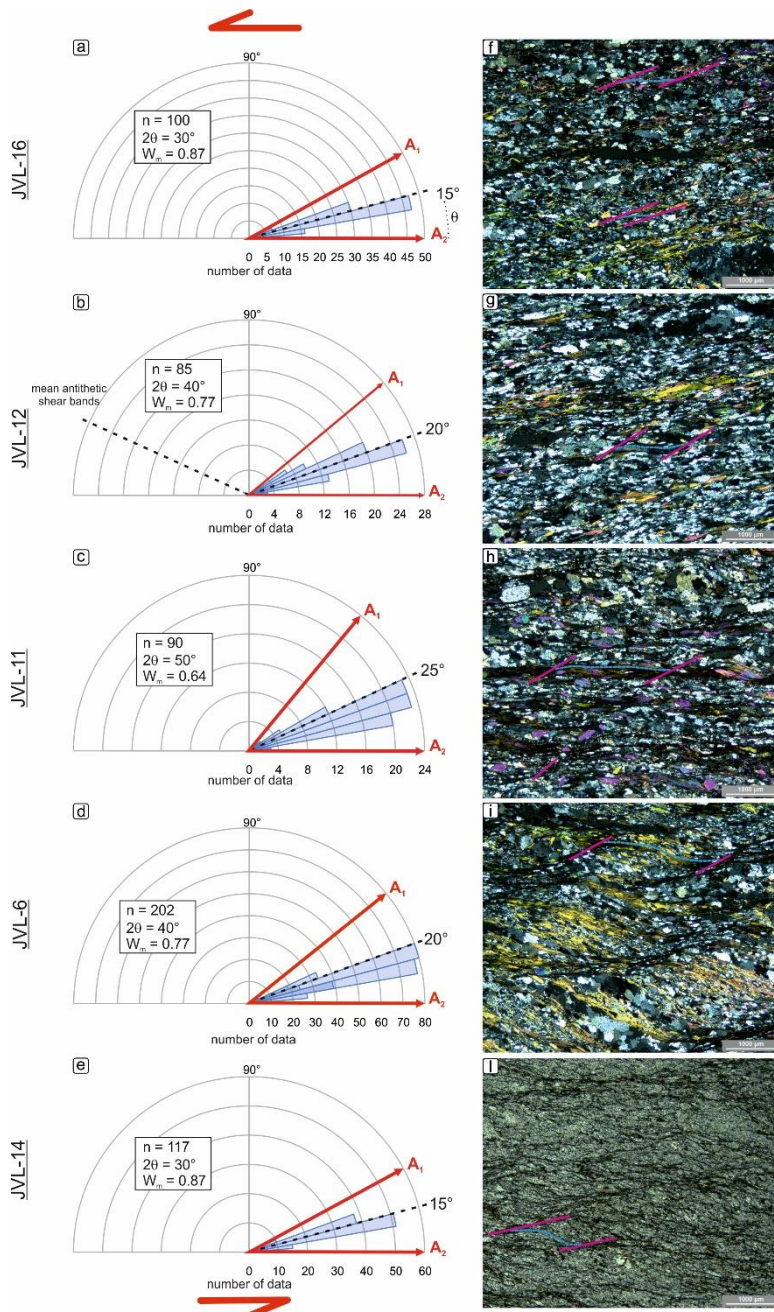 a
90°
JVL-16
n = 100
2θ = 30°
Wm = 0.87
A1
15°
θ
A2
0 5 10 15 20 25 30 35 40 45 50
number of data
f
1000 µm
b
90°
JVL-12
mean antithetic
shear bands
n = 85
2θ = 40°
Wm = 0.77
A1
20°
A2
0 4 8 12 16 20 24 28
number of data
g
1000 µm
c
90°
JVL-11
n = 90
2θ = 50°
Wm = 0.64
A1
25°
A2
0 4 8 12 16 20 24
number of data
h
1000 µm
d
90°
JVL-6
n = 202
2θ = 40°
Wm = 0.77
A1
20°
A2
0 10 20 30 40 50 60 70 80
number of data
i
1000 µm
e
90°
JVL-14
n = 117
2θ = 30°
Wm = 0.87
A1
15°
A2
0 10 20 30 40 50 60
number of data
l
1000 µm